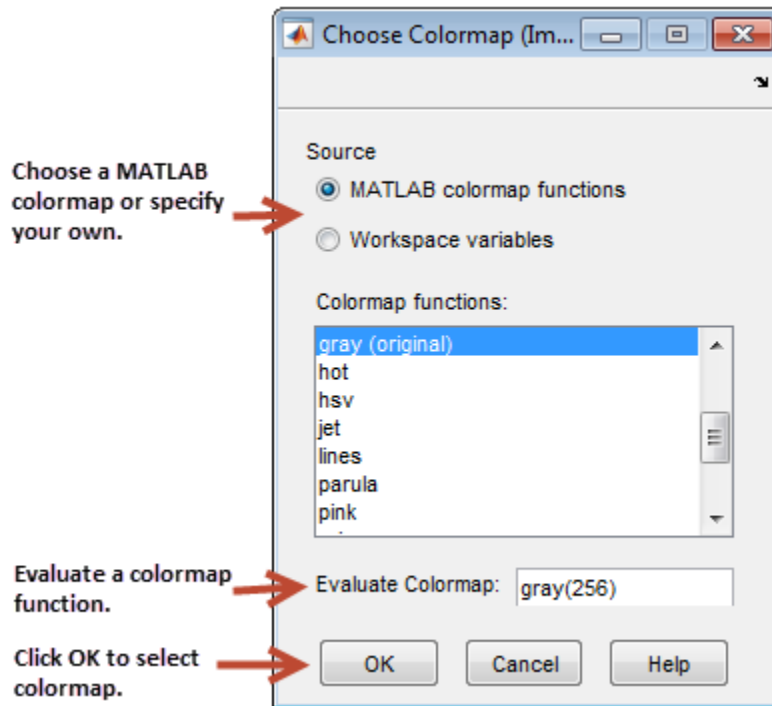 Choose Colormap (Im...
Choose a MATLAB
colormap or specify
your own.
Source
MATLAB colormap functions
Workspace variables
Colormap functions:
gray (original)
hot
hsv
jet
lines
parula
pink
Evaluate a colormap
function.
Evaluate Colormap:
gray(256)
Click OK to select
colormap.
OK
Cancel
Help